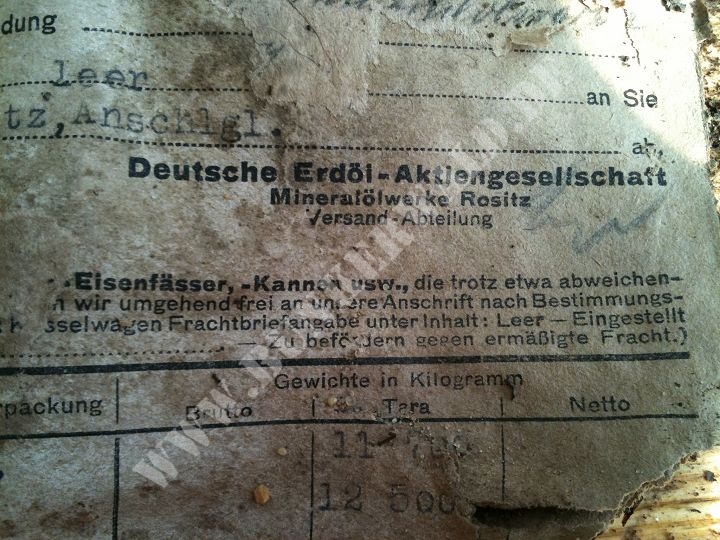 dung
leer
an Sie
tz, Anscklgl.
ab,
Deutsche Erdöl-Aktiengesellschaft
Mineralölwerke Rositz
Versand-Abteilung
-Eisenfässer, -Kannen usw., die trotz etwa abweichen-
n wir umgehend frei an unsere Anschrift nach Bestimmungs-
sselwagen Frachtbriefangabe unter Inhalt: Leer — Eingestellt
— Zu befördern gegen ermäßigte Fracht.)
Gewichte in Kilogramm
rpackung Brutto Tara Netto
11 700
12 500